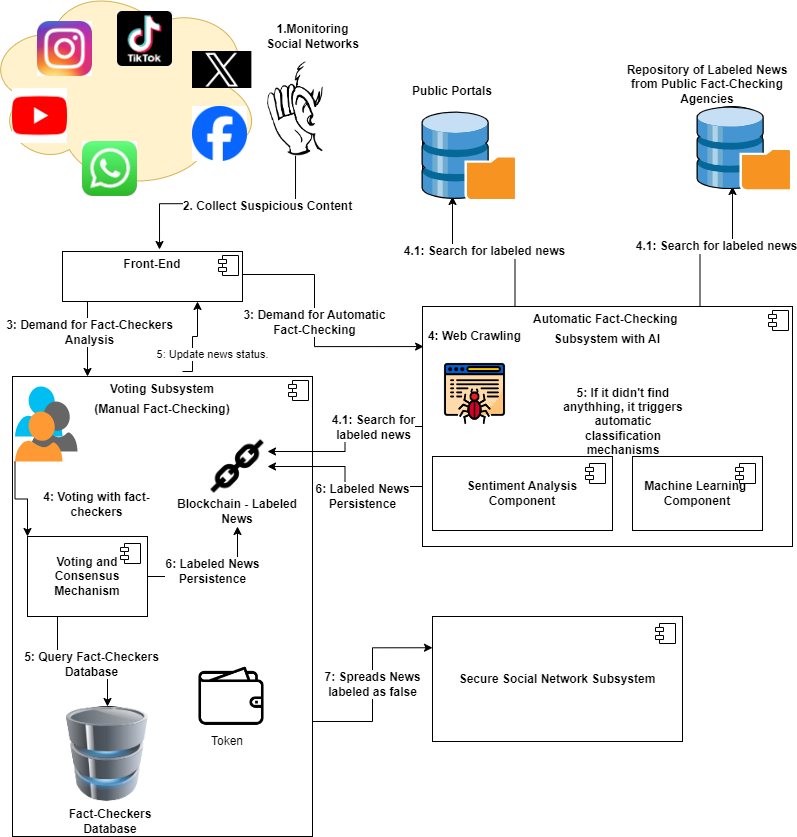 1.Monitoring
Social Networks
TikTok
Public Portals
Repository of Labeled News
from Public Fact-Checking
Agencies
2. Collect Suspicious Content
4.1: Search for labeled news
4.1: Search for labeled news
Front-End
3: Demand for Automatic
Fact-Checking
3: Demand for Fact-Checkers
Analysis
5: Update news status.
Automatic Fact-Checking
Subsystem with AI
4: Web Crawling
5: If it didn't find
anythhing, it triggers
automatic
classification
mechanisms
Voting Subsystem
(Manual Fact-Checking)
4.1: Search for
labeled news
Sentiment Analysis
Component
Machine Learning
Component
6: Labeled News
Persistence
Blockchain - Labeled
News
4: Voting with fact-
checkers
Voting and
Consensus
Mechanism
6: Labeled News
Persistence
5: Query Fact-Checkers
Database
7: Spreads News
labeled as false
Secure Social Network Subsystem
Token
Fact-Checkers
Database